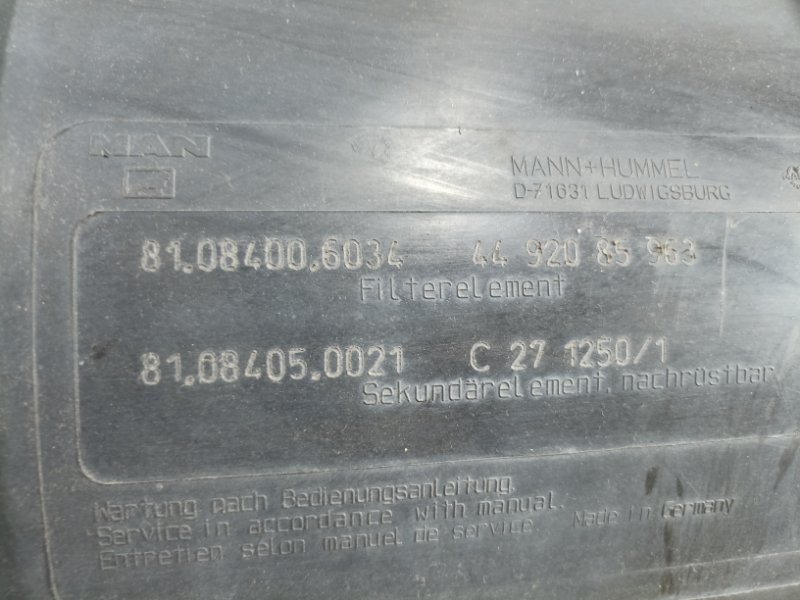 MAN
MANN+HUMMEL
D-71631 LUDWIGSBURG
81.08400.6034 44 920 85 963
Filterelement
81.08405.0021 C 27 1250/1
Sekundärelement, nachrüstbar
Wartung nach Bedienungsanleitung.
Service in accordance with manual.
Entretien selon manuel de service.
Made in Germany